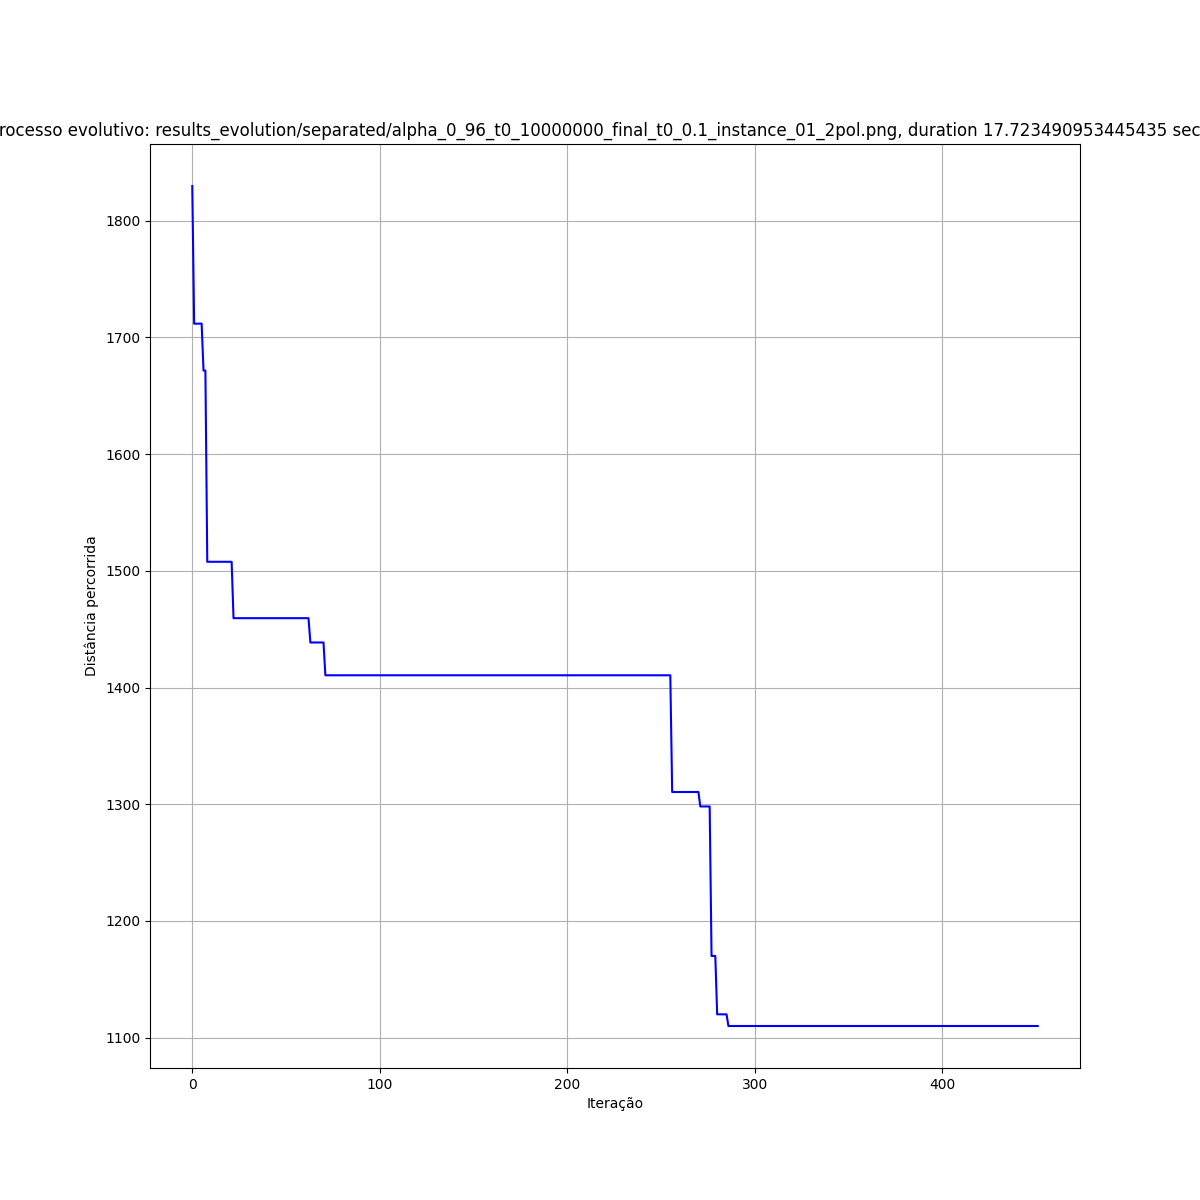 rocesso evolutivo: results_evolution/separated/alpha_0_96_t0_10000000_final_t0_0.1_instance_01_2pol.png, duration 17.723490953445435 sec
1800
1700
1600
1500
1400
1300
1200
1100
Distância percorrida
0 100 200 300 400
Iteração